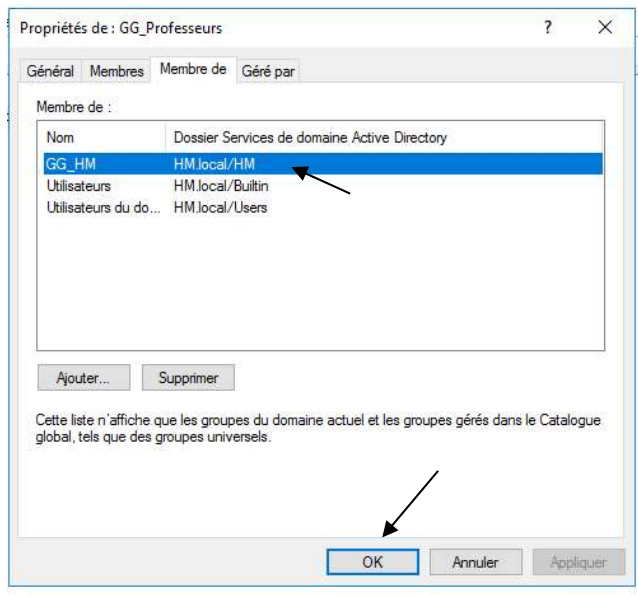 Propriétés de : GG_Professeurs ? ×
Général Membres Membre de Géré par
Membre de :
Nom Dossier Services de domaine Active Directory
GG_HM HM.local/HM
Utilisateurs HM.local/Builtin
Utilisateurs du do... HM.local/Users
Ajouter... Supprimer
Cette liste n'affiche que les groupes du domaine actuel et les groupes gérés dans le Catalogue
global, tels que des groupes universels.
OK Annuler Appliquer